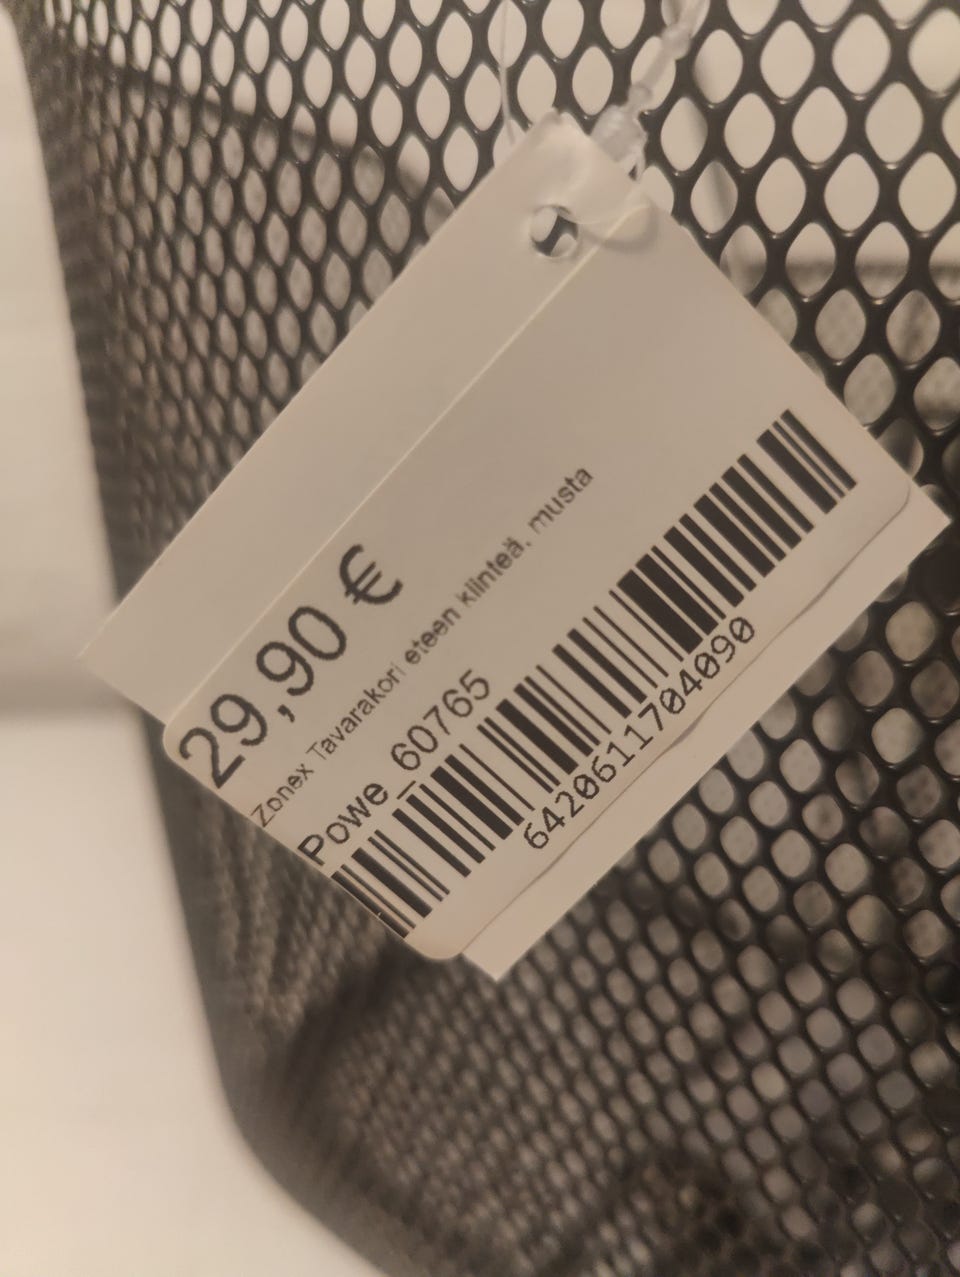 29,90 €
Zonex Tavarakori eteen kiinteä, musta
Powe_60765
6420611704090